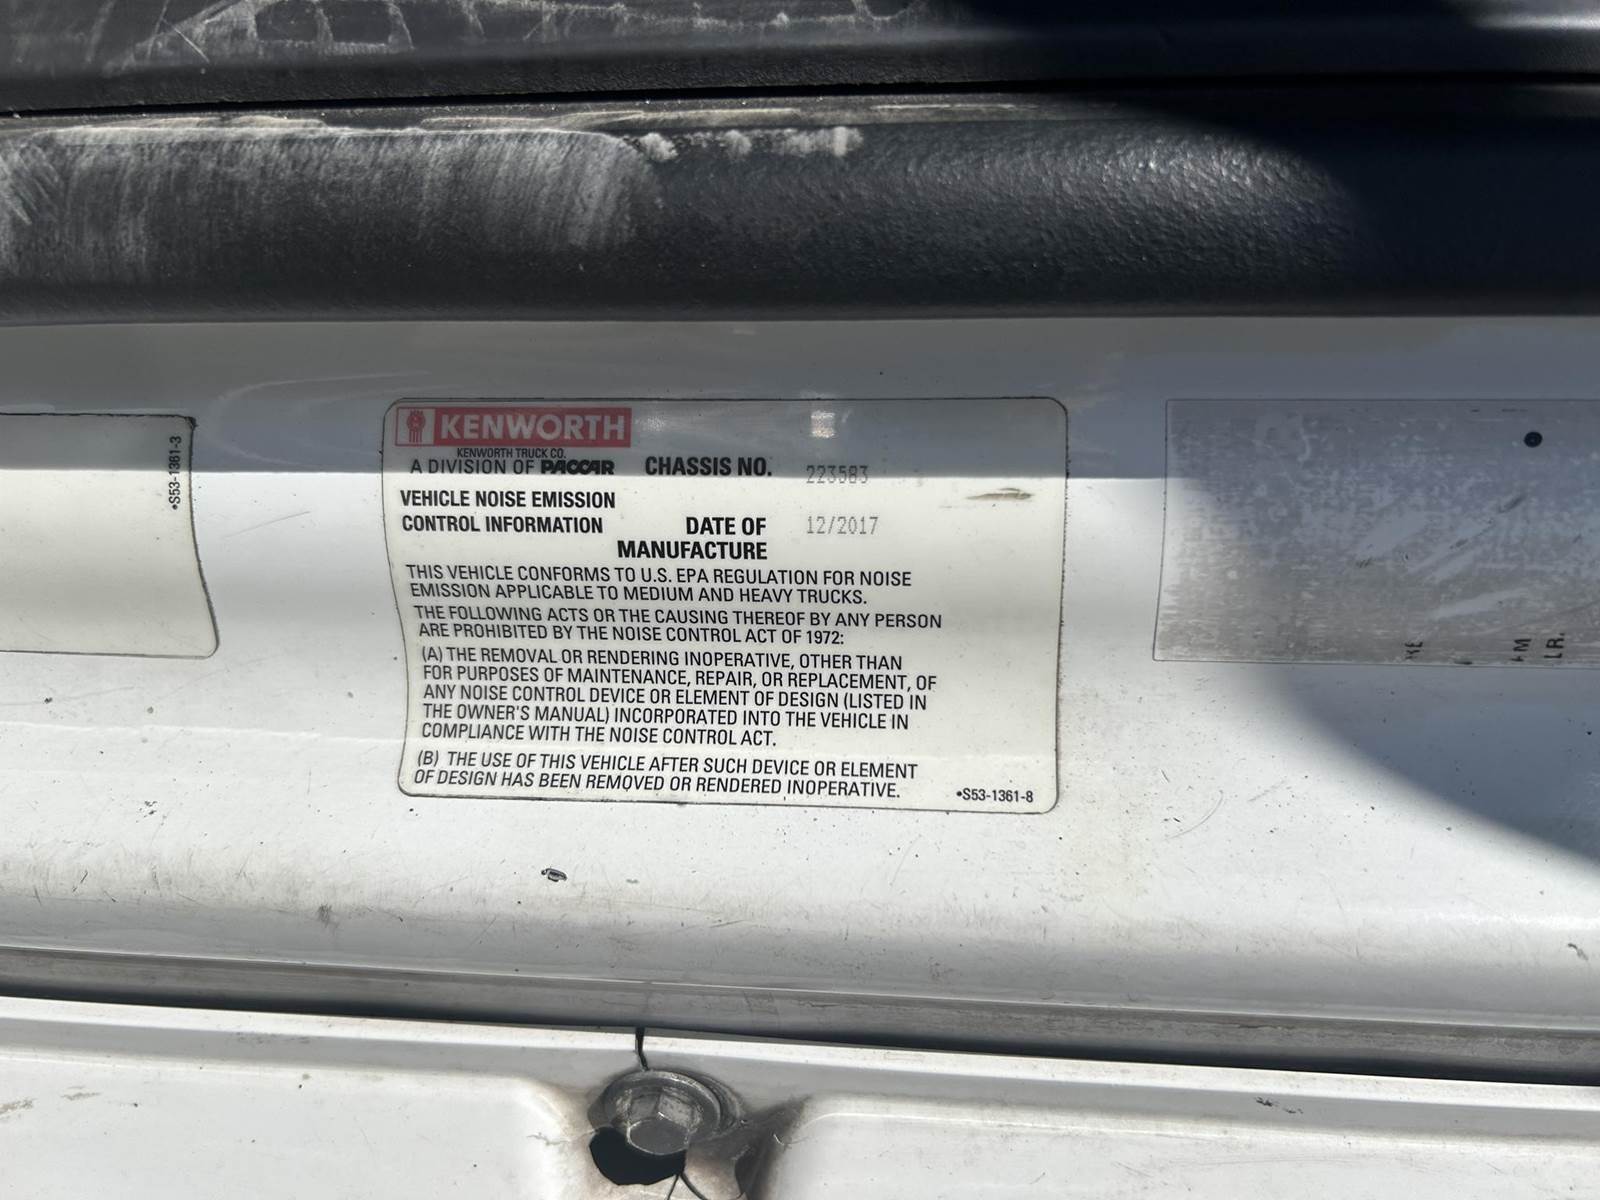 •S53-1361-3
KENWORTH
KENWORTH TRUCK CO.
A DIVISION OF PACCAR
CHASSIS NO. 223583
VEHICLE NOISE EMISSION
CONTROL INFORMATION
DATE OF 12/2017
MANUFACTURE
THIS VEHICLE CONFORMS TO U.S. EPA REGULATION FOR NOISE
EMISSION APPLICABLE TO MEDIUM AND HEAVY TRUCKS.
THE FOLLOWING ACTS OR THE CAUSING THEREOF BY ANY PERSON
ARE PROHIBITED BY THE NOISE CONTROL ACT OF 1972:
(A) THE REMOVAL OR RENDERING INOPERATIVE, OTHER THAN
FOR PURPOSES OF MAINTENANCE, REPAIR, OR REPLACEMENT, OF
ANY NOISE CONTROL DEVICE OR ELEMENT OF DESIGN (LISTED IN
THE OWNER'S MANUAL) INCORPORATED INTO THE VEHICLE IN
COMPLIANCE WITH THE NOISE CONTROL ACT.
(B) THE USE OF THIS VEHICLE AFTER SUCH DEVICE OR ELEMENT
OF DESIGN HAS BEEN REMOVED OR RENDERED INOPERATIVE.
•S53-1361-8